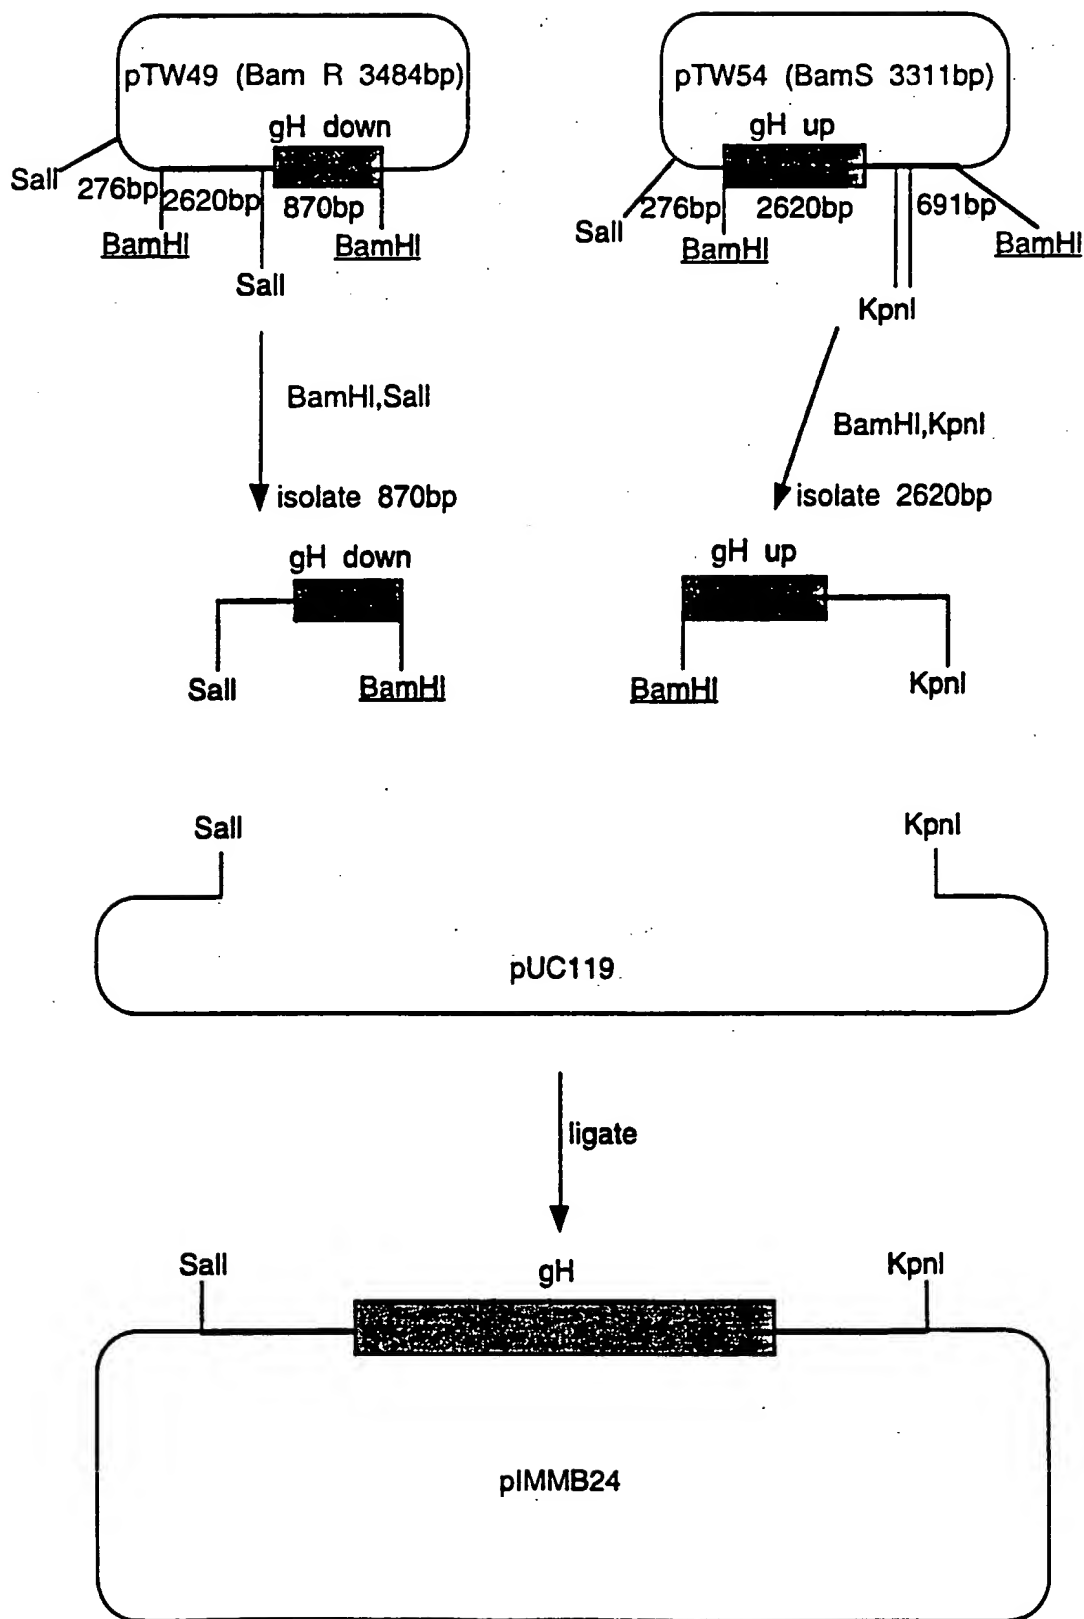 pTW49 (Bam R 3484bp)
gH down
SalI
276bp
2620bp
870bp
BamHI
BamHI
SalI
pTW54 (BamS 3311bp)
gH up
SalI
276bp
2620bp
691bp
BamHI
BamHI
KpnI
BamHI,SalI
BamHI,KpnI
isolate 870bp
isolate 2620bp
gH down
SalI
BamHI
gH up
BamHI
KpnI
SalI
KpnI
pUC119
ligate
SalI
gH
KpnI
pIMMB24